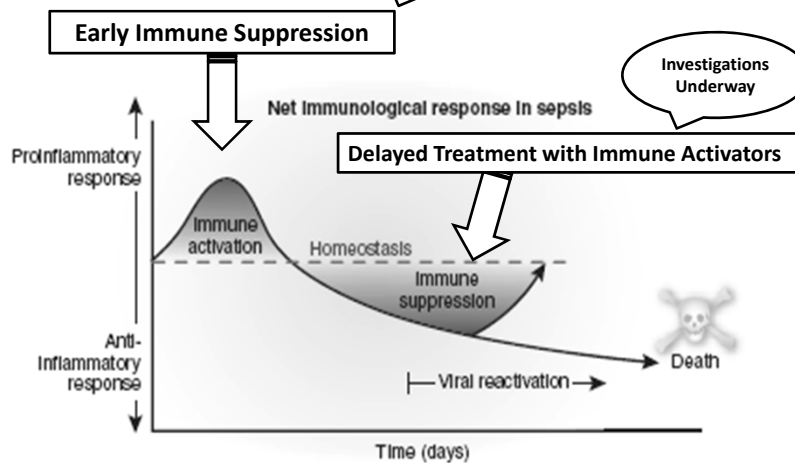 Early Immune Suppression
Investigations
Underway
Net immunological response in sepsis
Delayed Treatment with Immune Activators
Proinflammatory
response
Immune
activation
Homeostasis
Immune
suppression
Anti-
inflammatory
response
Viral reactivation
Death
Time (days)